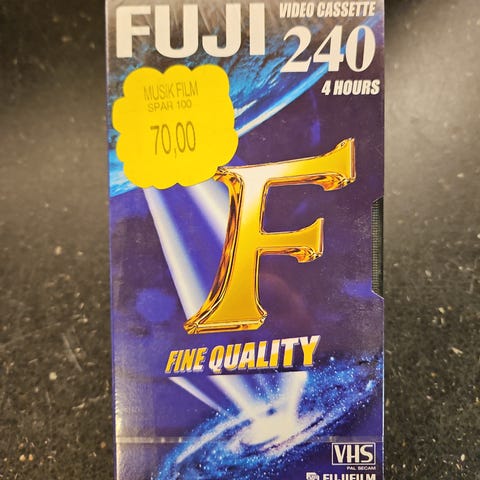 FUJI
VIDEO CASSETTE
240
4 HOURS
MUSIK FILM
SPAR 100
70,00
F
FINE QUALITY
VHS
PAL SECAM
FUJIFILM